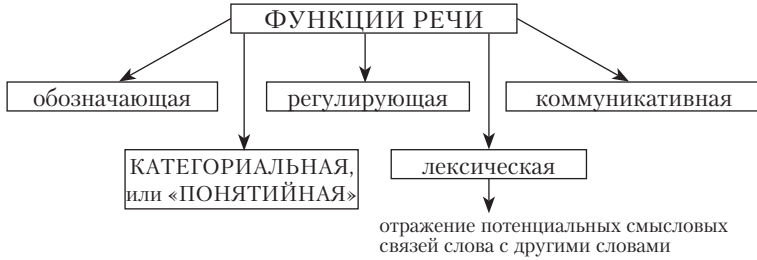 ФУНКЦИИ РЕЧИ
обозначающая
регулирующая
коммуникативная
КАТЕГОРИАЛЬНАЯ,
или «ПОНЯТИЙНАЯ»
лексическая
отражение потенциальных смысловых
связей слова с другими словами